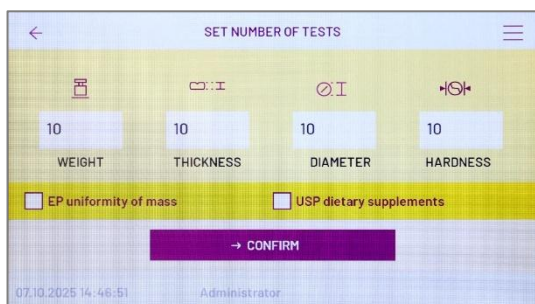 SET NUMBER OF TESTS
10 10 10 10
WEIGHT THICKNESS DIAMETER HARDNESS
EP uniformity of mass USP dietary supplements
→ CONFIRM
07.10.2025 14:46:51 Administrator